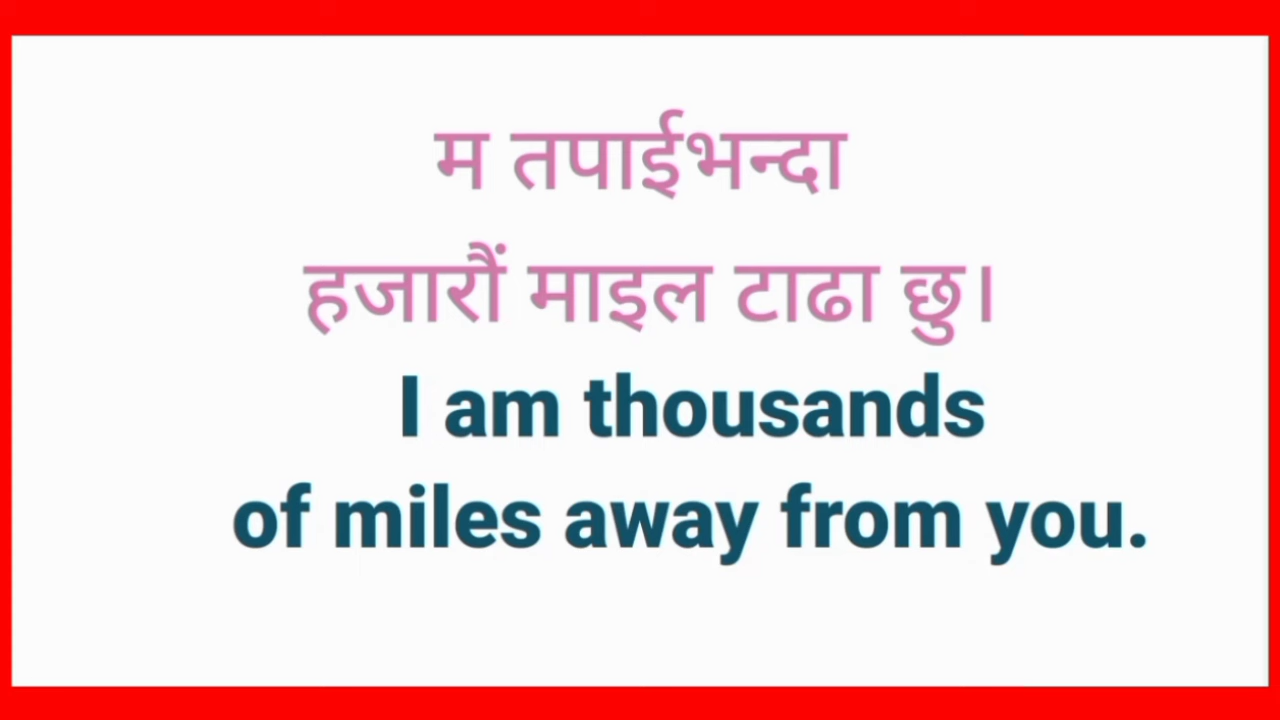 म तपाईभन्दा
हजारौं माइल टाढा छु।
I am thousands
of miles away from you.